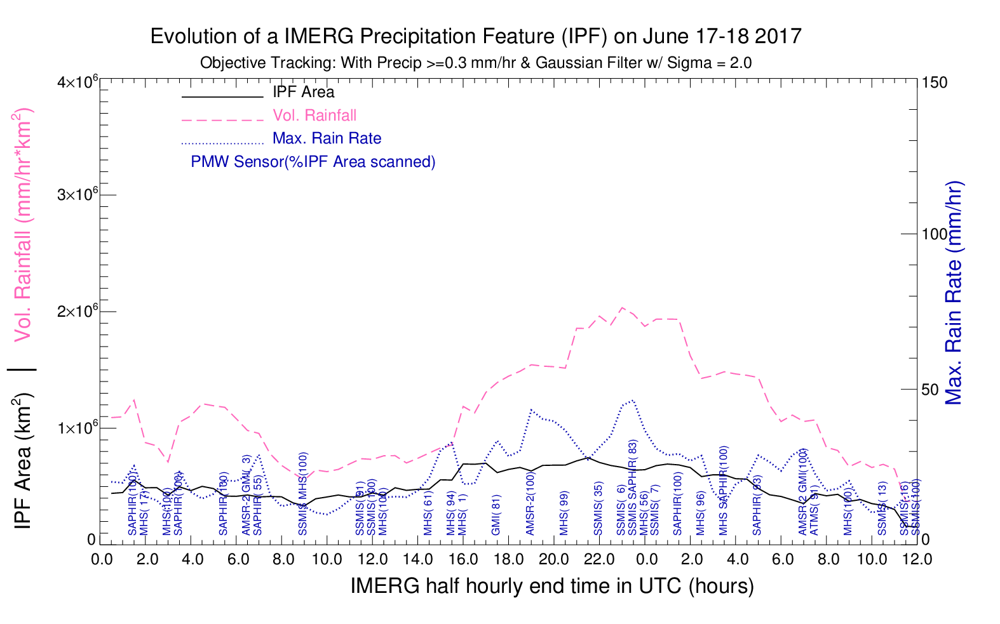 Evolution of a IMERG Precipitation Feature (IPF) on June 17-18 2017
Objective Tracking: With Precip >=0.3 mm/hr & Gaussian Filter w/ Sigma = 2.0
IPF Area
Vol. Rainfall
Max. Rain Rate
PMW Sensor(%IPF Area scanned)
4×10⁶
3×10⁶
2×10⁶
1×10⁶
0
IPF Area (km²) | Vol. Rainfall (mm/hr*km²)
150
100
50
0
Max. Rain Rate (mm/hr)
SAPHIR(100)
MHS( 17)
MHS(100)
SAPHIR(100)
SAPHIR(100)
AMSR-2 GMI( 3)
SAPHIR( 55)
SSMIS MHS(100)
SSMIS(91)
SSMIS(100)
MHS(100)
MHS( 61)
MHS( 94)
MHS( 1)
GMI( 81)
AMSR-2(100)
MHS( 99)
SSMIS( 35)
SSMIS( 6)
SSMIS SAPHIR( 83)
MHS( 56)
SSMIS( 7)
SAPHIR(100)
MHS( 96)
MHS SAPHIR(100)
SAPHIR( 93)
AMSR-2 GMI(100)
ATMS( 91)
MHS(100)
SSMIS( 13)
SSMIS( 16)
SSMIS(100)
0.0 2.0 4.0 6.0 8.0 10.0 12.0 14.0 16.0 18.0 20.0 22.0 0.0 2.0 4.0 6.0 8.0 10.0 12.0
IMERG half hourly end time in UTC (hours)